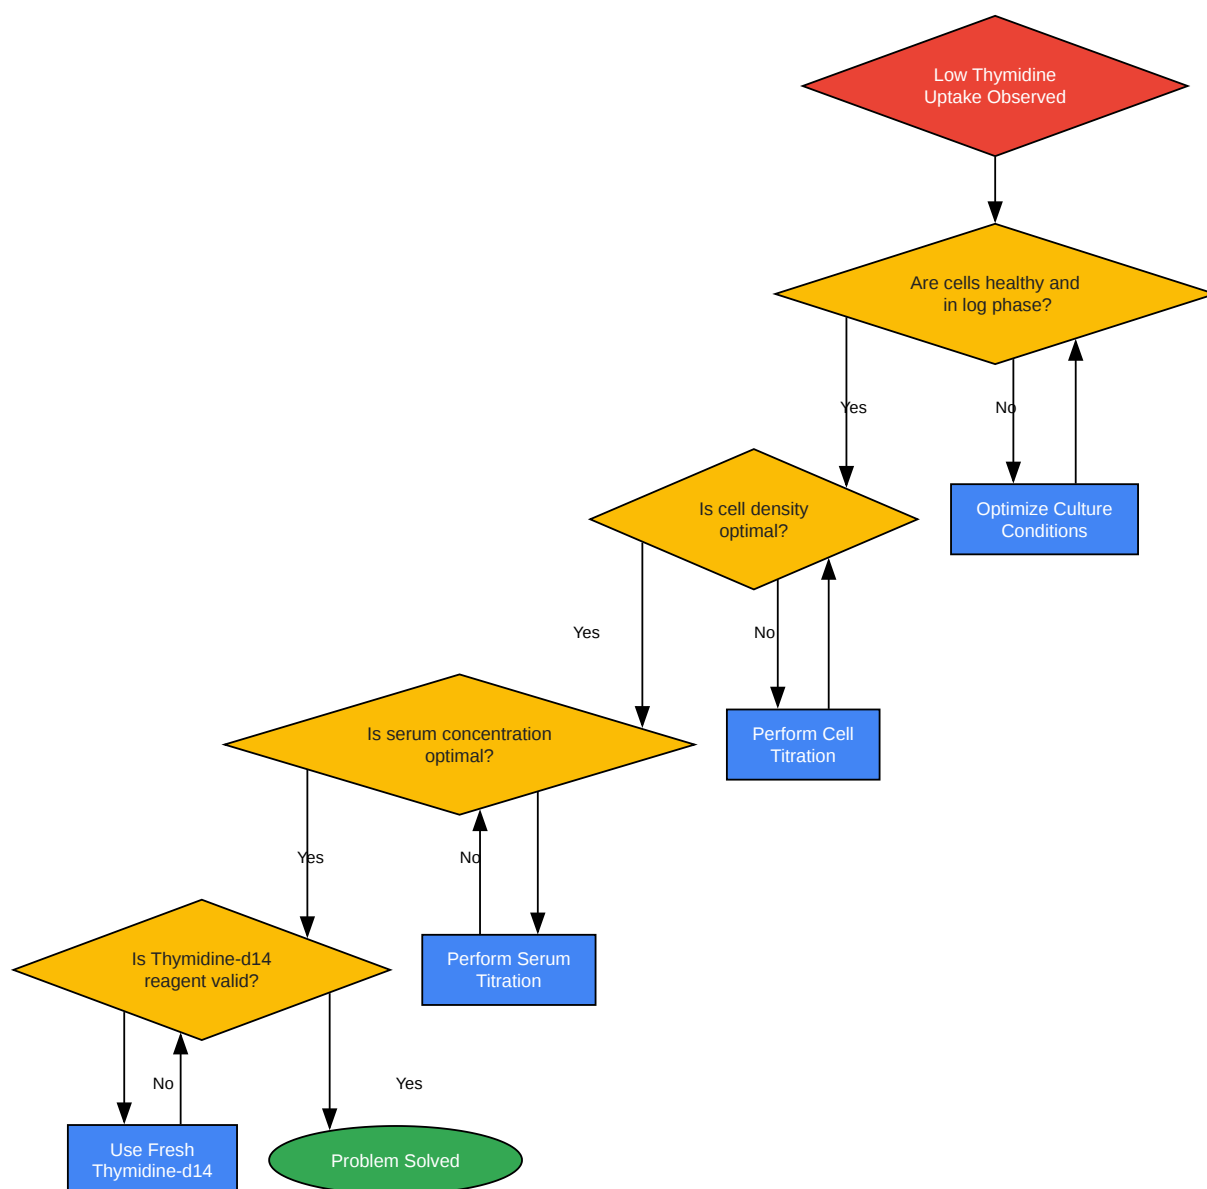 Low Thymidine
Uptake Observed
Are cells healthy and
in log phase?
Yes
No
Is cell density
optimal?
Optimize Culture
Conditions
Yes
No
Is serum concentration
optimal?
Perform Cell
Titration
Yes
No
Is Thymidine-d14
reagent valid?
Perform Serum
Titration
No
Yes
Use Fresh
Thymidine-d14
Problem Solved